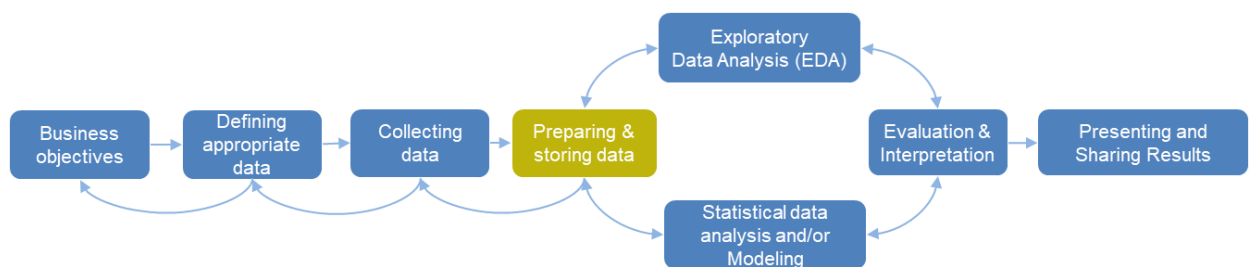 Business
objectives
Defining
appropriate
data
Collecting
data
Preparing &
storing data
Exploratory
Data Analysis (EDA)
Statistical data
analysis and/or
Modeling
Evaluation &
Interpretation
Presenting and
Sharing Results